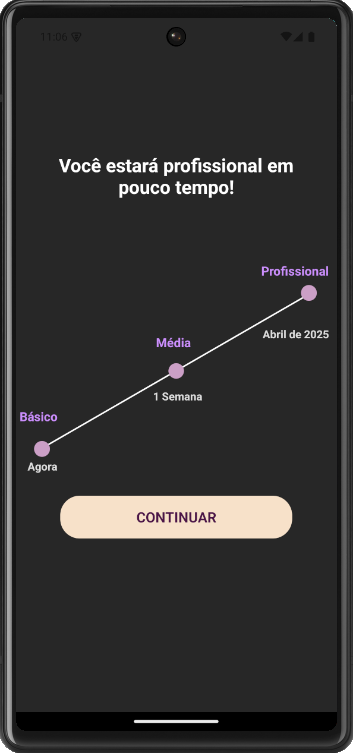 11:06
Você estará profissional em
pouco tempo!
Profissional
Abril de 2025
Média
1 Semana
Básico
Agora
CONTINUAR